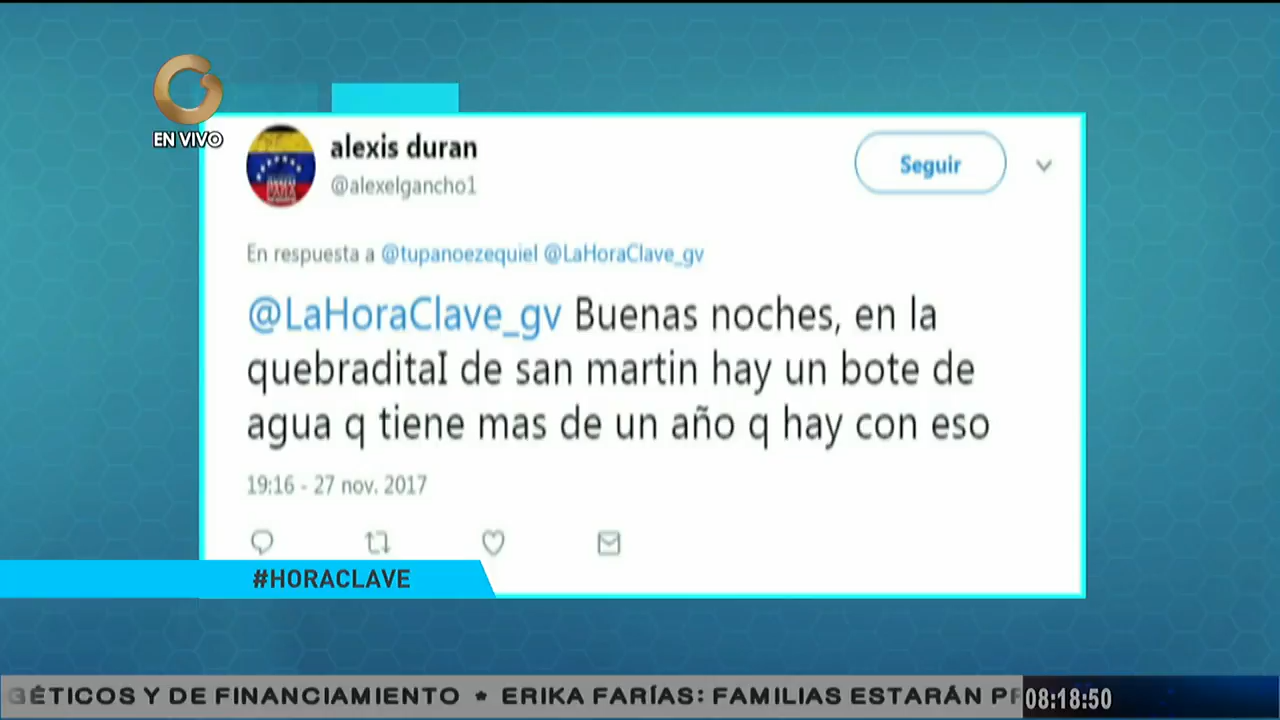 EN VIVO
alexis duran
@alexelgancho1
Seguir
En respuesta a @tupanoezequiel @LaHoraClave_gv
@LaHoraClave_gv Buenas noches, en la
quebraditaI de san martin hay un bote de
agua q tiene mas de un año q hay con eso
19:16 - 27 nov. 2017
#HORACLAVE
GÉTICOS Y DE FINANCIAMIENTO * ERIKA FARÍAS: FAMILIAS ESTARÁN
08:18:50